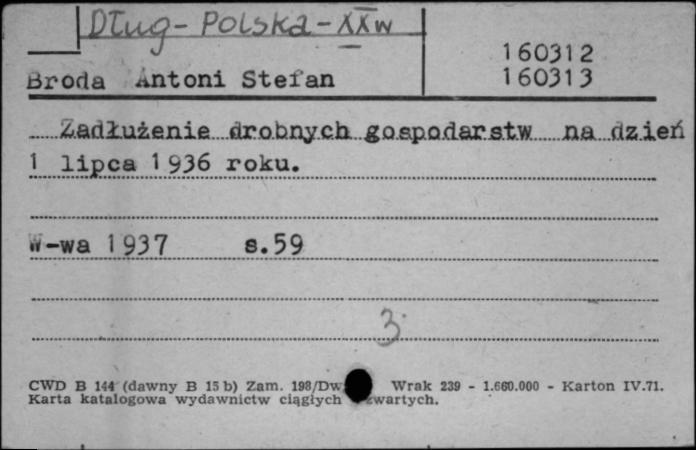 Dług - Polska - XX w
160312
Broda Antoni Stefan 160313
Zadłużenie drobnych gospodarstw na dzień
1 lipca 1936 roku.
W-wa 1937 s.59
3
CWD B 144 (dawny B 15 b) Zam. 198/Dw Wrak 239 - 1.660.000 - Karton IV.71.
Karta katalogowa wydawnictw ciągłych zwartych.